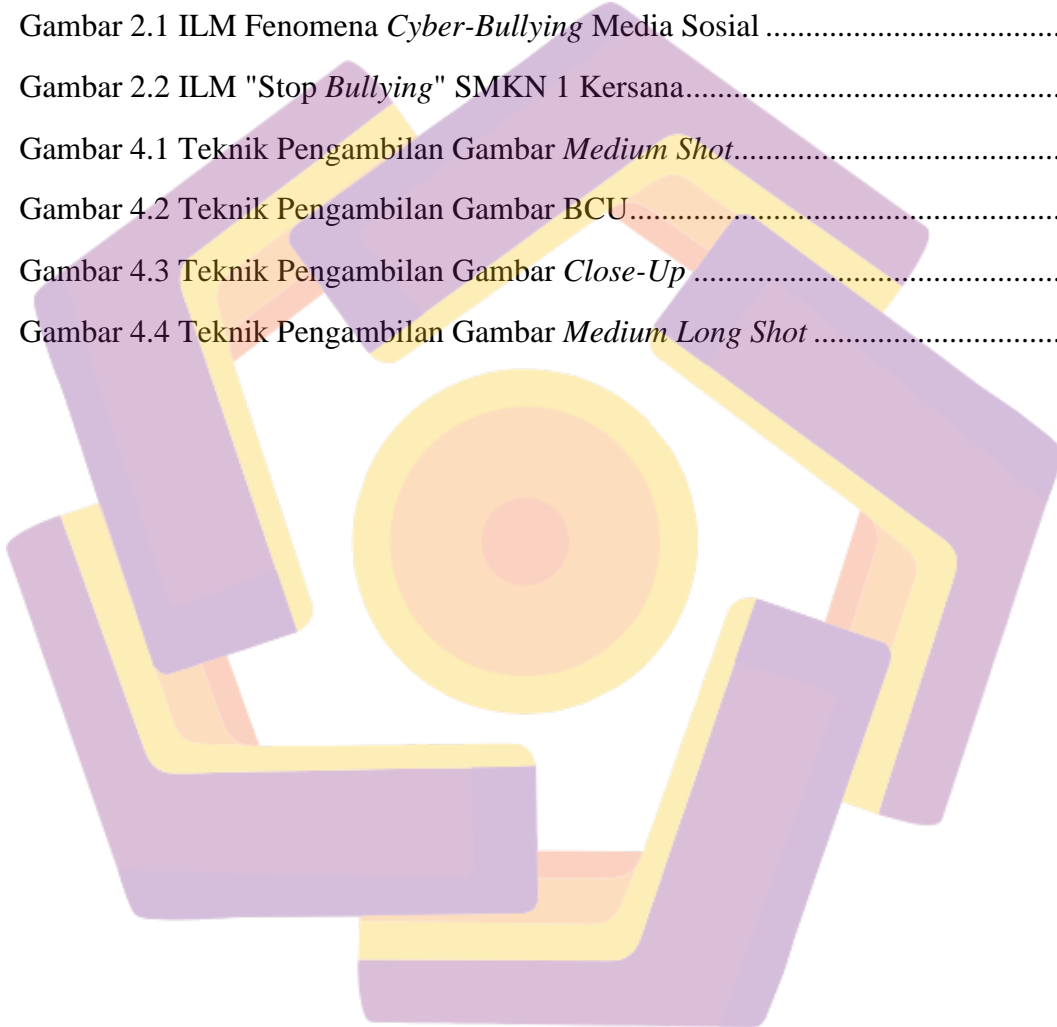 Gambar 2.1 ILM Fenomena Cyber-Bullying Media Sosial ....................................
Gambar 2.2 ILM "Stop Bullying" SMKN 1 Kersana..............................................
Gambar 4.1 Teknik Pengambilan Gambar Medium Shot........................................
Gambar 4.2 Teknik Pengambilan Gambar BCU.....................................................
Gambar 4.3 Teknik Pengambilan Gambar Close-Up .............................................
Gambar 4.4 Teknik Pengambilan Gambar Medium Long Shot ..............................